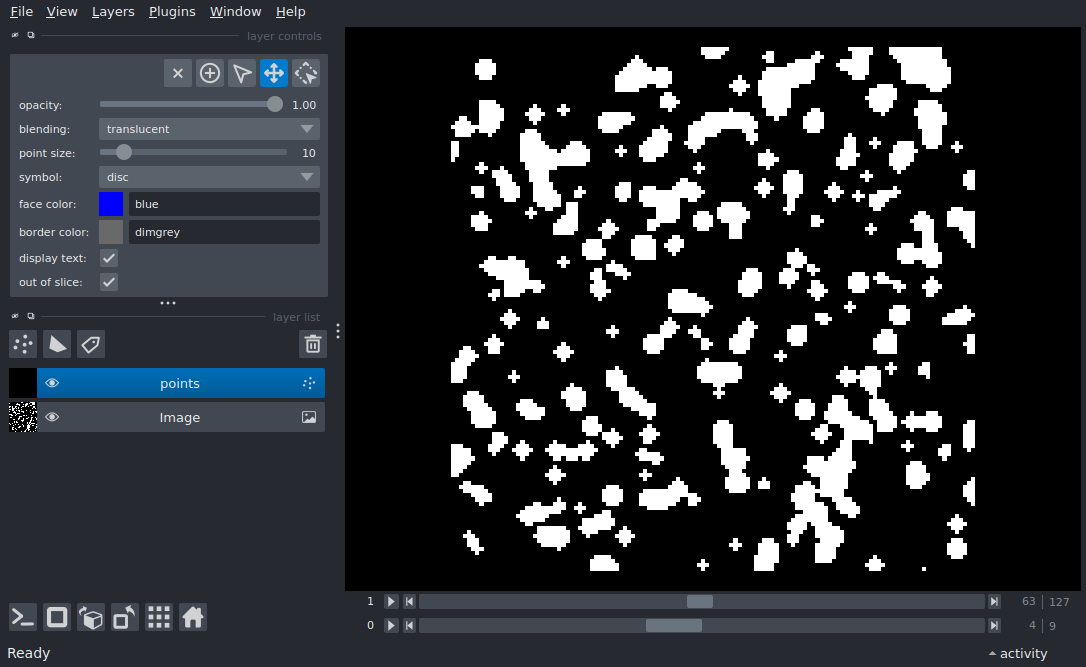 File View Layers Plugins Window Help
layer controls
opacity: 1.00
blending: translucent
point size: 10
symbol: disc
face color: blue
border color: dimgrey
display text:
out of slice:
layer list
points
Image
1 63 | 127
0 4 | 9
Ready activity